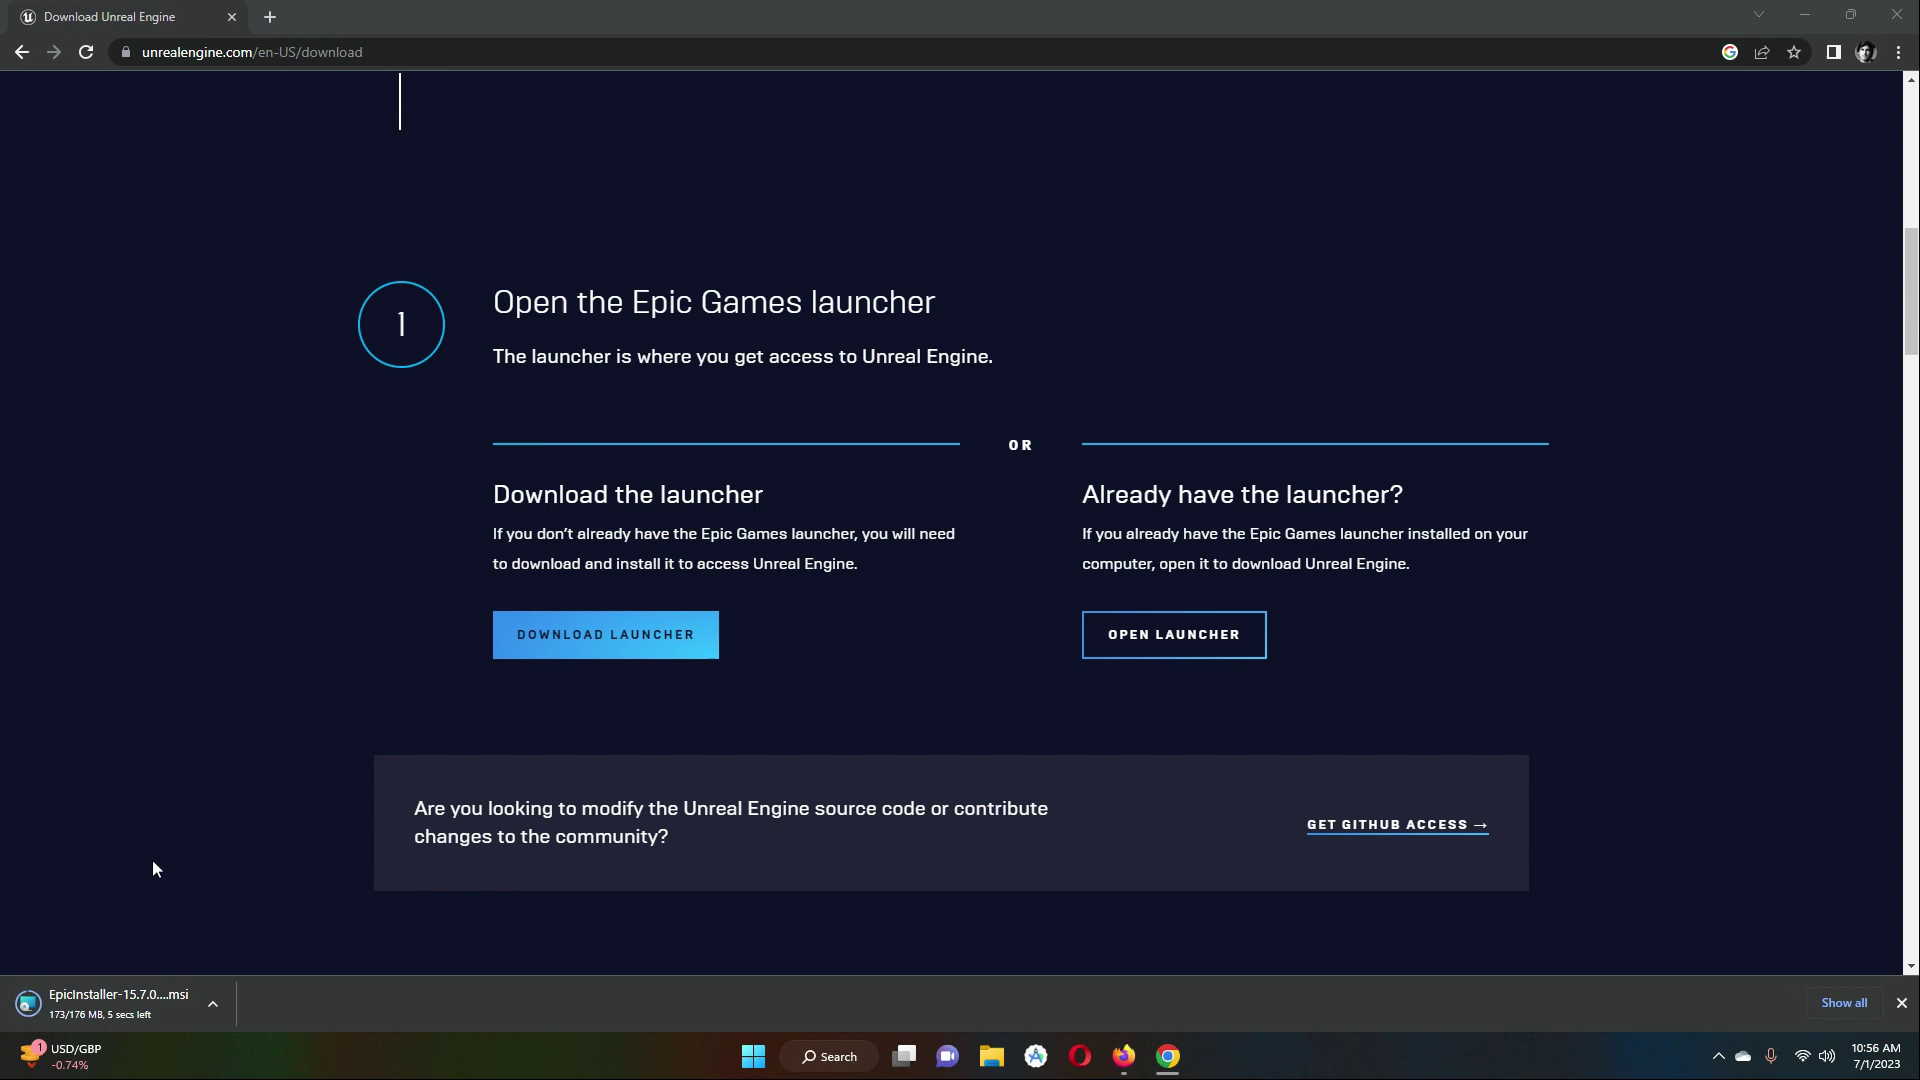 Download Unreal Engine
unrealengine.com/en-US/download
1
Open the Epic Games launcher
The launcher is where you get access to Unreal Engine.
OR
Download the launcher
If you don't already have the Epic Games launcher, you will need
to download and install it to access Unreal Engine.
DOWNLOAD LAUNCHER
Already have the launcher?
If you already have the Epic Games launcher installed on your
computer, open it to download Unreal Engine.
OPEN LAUNCHER
Are you looking to modify the Unreal Engine source code or contribute
changes to the community?
GET GITHUB ACCESS →
EpicInstaller-15.7.0....msi
173/176 MB, 5 secs left
Show all
1
USD/GBP
-0.74%
Search
10:56 AM
7/1/2023